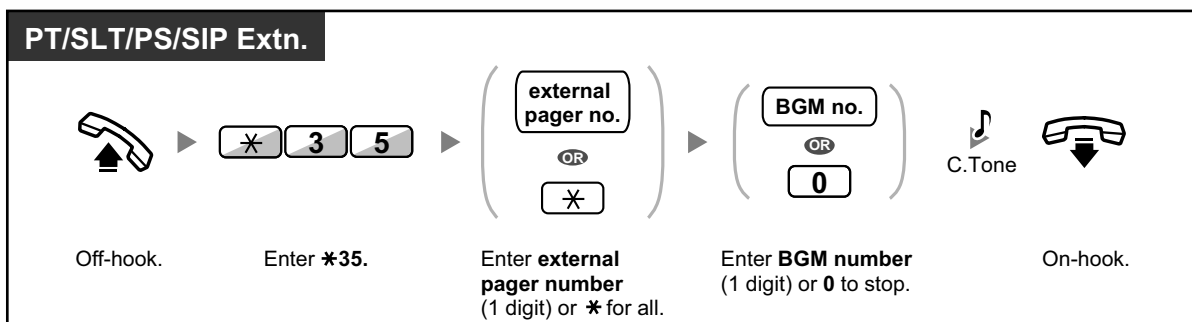 PT/SLT/PS/SIP Extn.
external
pager no.
OR
*
* 3 5
BGM no.
OR
0
C.Tone
Off-hook.
Enter *35.
Enter external
pager number
(1 digit) or * for all.
Enter BGM number
(1 digit) or 0 to stop.
On-hook.